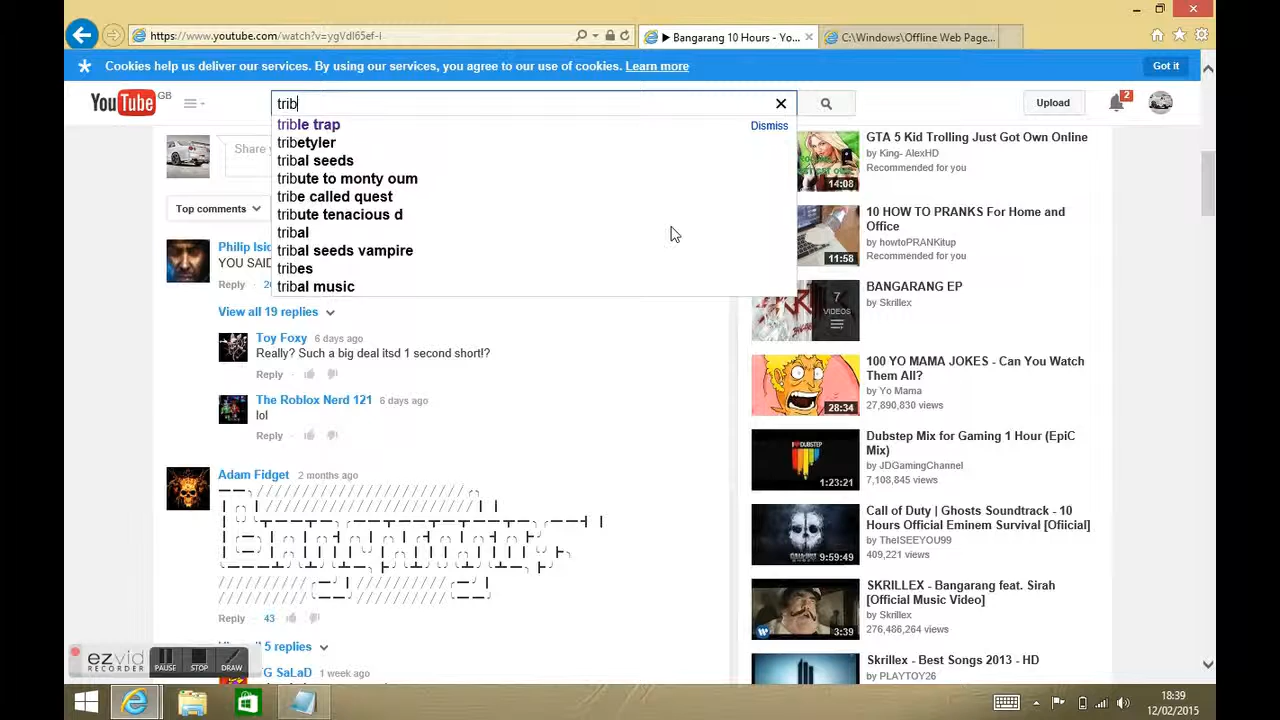 https://www.youtube.com/watch?v=ygVdl65ef-i
Bangarang 10 Hours - Yo...
C:\Windows\Offline Web Page...
Cookies help us deliver our services. By using our services, you agree to our use of cookies. Learn more
Got it
YouTube GB
trib
Upload
2
trible trap
Dismiss
tribetyler
tribal seeds
tribute to monty oum
tribe called quest
tribute tenacious d
tribal
tribal seeds vampire
tribes
tribal music
Share
Top comments
Philip Isi
YOU SAID
Reply
View all 19 replies
Toy Foxy 6 days ago
Really? Such a big deal itsd 1 second short!?
Reply
The Roblox Nerd 121 6 days ago
lol
Reply
Adam Fidget 2 months ago
Reply 43
5 replies
G SaLaD 1 week ago
GTA 5 Kid Trolling Just Got Own Online
by King- AlexHD
Recommended for you
14:08
10 HOW TO PRANKS For Home and
Office
by howtoPRANKitup
Recommended for you
11:58
BANGARANG EP
by Skrillex
7
VIDEOS
100 YO MAMA JOKES - Can You Watch
Them All?
by Yo Mama
27,890,830 views
28:34
Dubstep Mix for Gaming 1 Hour (EpiC
Mix)
by JDGamingChannel
7,108,845 views
I DUBSTEP
1:23:21
Call of Duty | Ghosts Soundtrack - 10
Hours Official Eminem Survival [Ofiicial]
by TheISEEYOU99
409,221 views
9:59:49
SKRILLEX - Bangarang feat. Sirah
[Official Music Video]
by Skrillex
276,486,264 views
3:39
Skrillex - Best Songs 2013 - HD
by PLAYTOY26
ezvid
RECORDER
PAUSE
STOP
DRAW
18:39
12/02/2015